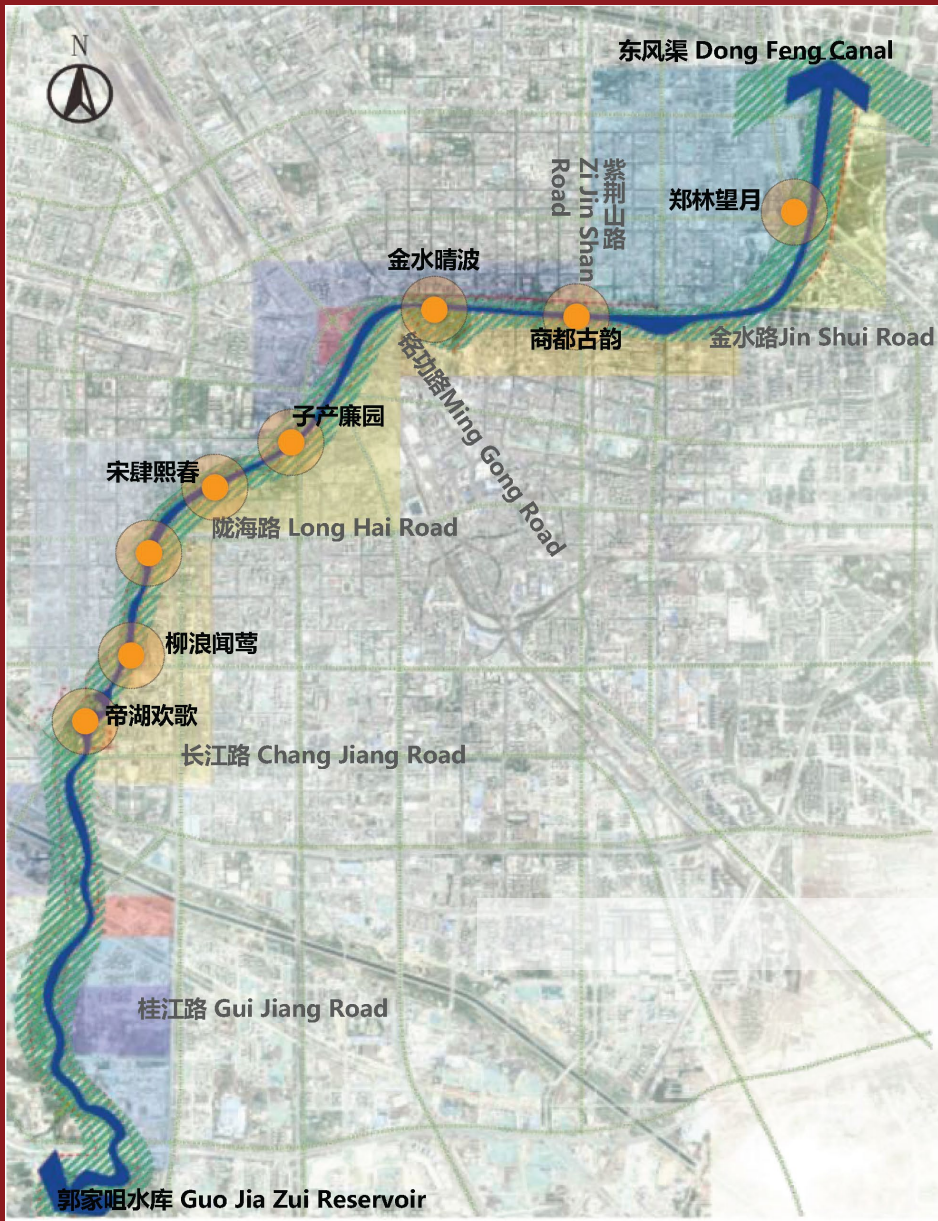 N
东风渠 Dong Feng Canal
紫荆山路
Zi Jin Shan
Road
郑林望月
金水晴波
商都古韵
金水路Jin Shui Road
铭功路Ming Gong Road
子产廉园
宋肆熙春
陇海路 Long Hai Road
柳浪闻莺
帝湖欢歌
长江路 Chang Jiang Road
桂江路 Gui Jiang Road
郭家咀水库 Guo Jia Zui Reservoir